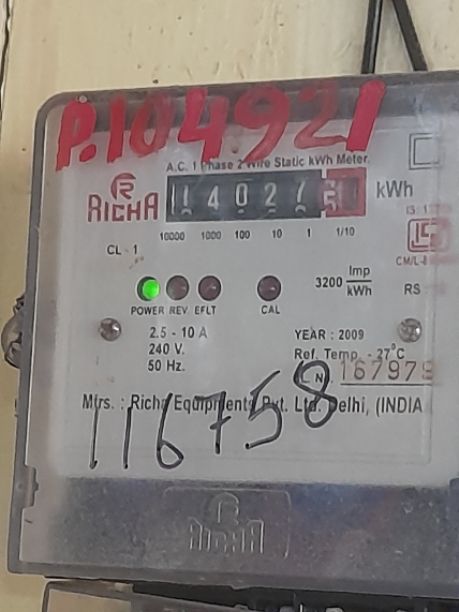 P.104921
A.C. 1 Phase 2 Wire Static kWh Meter.
RICHA
14027
kWh
10000 1000 100 10 1 1/10
CL - 1
3200 Imp/kWh
RS
POWER REV EFLT CAL
2.5 - 10 A
240 V.
50 Hz.
YEAR : 2009
Ref. Temp. - 27°C
167979
Mfrs. : Richa Equipments Pvt. Ltd. Delhi, (INDIA
116758
RICHA